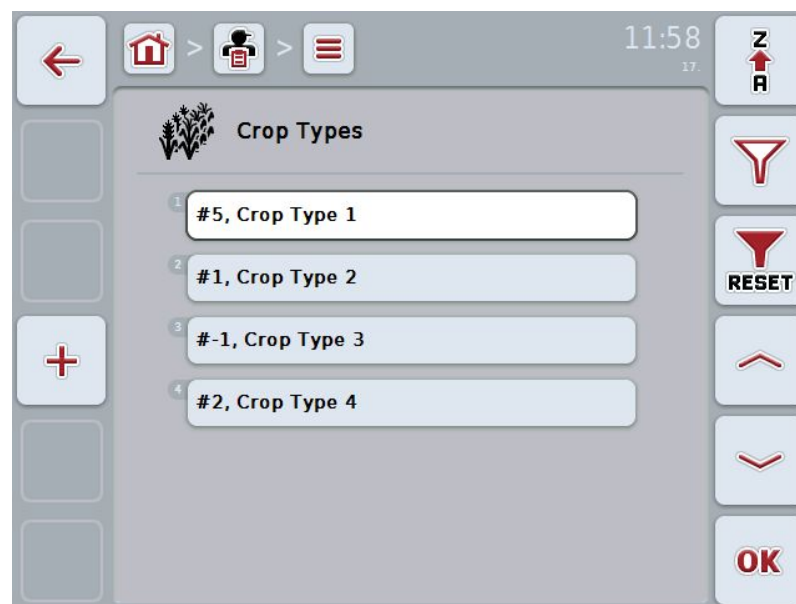 > >
11:58
17.
Z
A
Crop Types
1
#5, Crop Type 1
2
#1, Crop Type 2
RESET
3
#-1, Crop Type 3
4
#2, Crop Type 4
OK